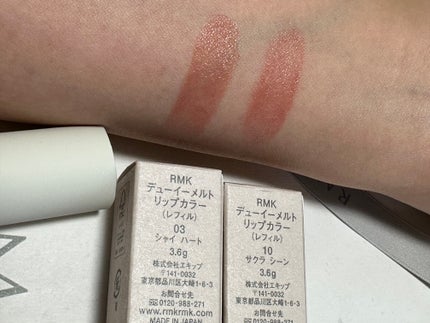 RMK
デューイーメルト
リップカラー
(レフィル)
03
シャイ ハート
3.6g
株式会社エキップ
〒141-0032
東京都品川区大崎1-6-3
お問合せ先
0120-988-271
www.rmkrmk.com
MADE IN JAPAN
RMK
デューイーメルト
リップカラー
(レフィル)
10
サクラ シーン
3.6g
株式会社エキップ
〒141-0032
東京都品川区大崎1-6-3
お問合せ先
0120-988-271